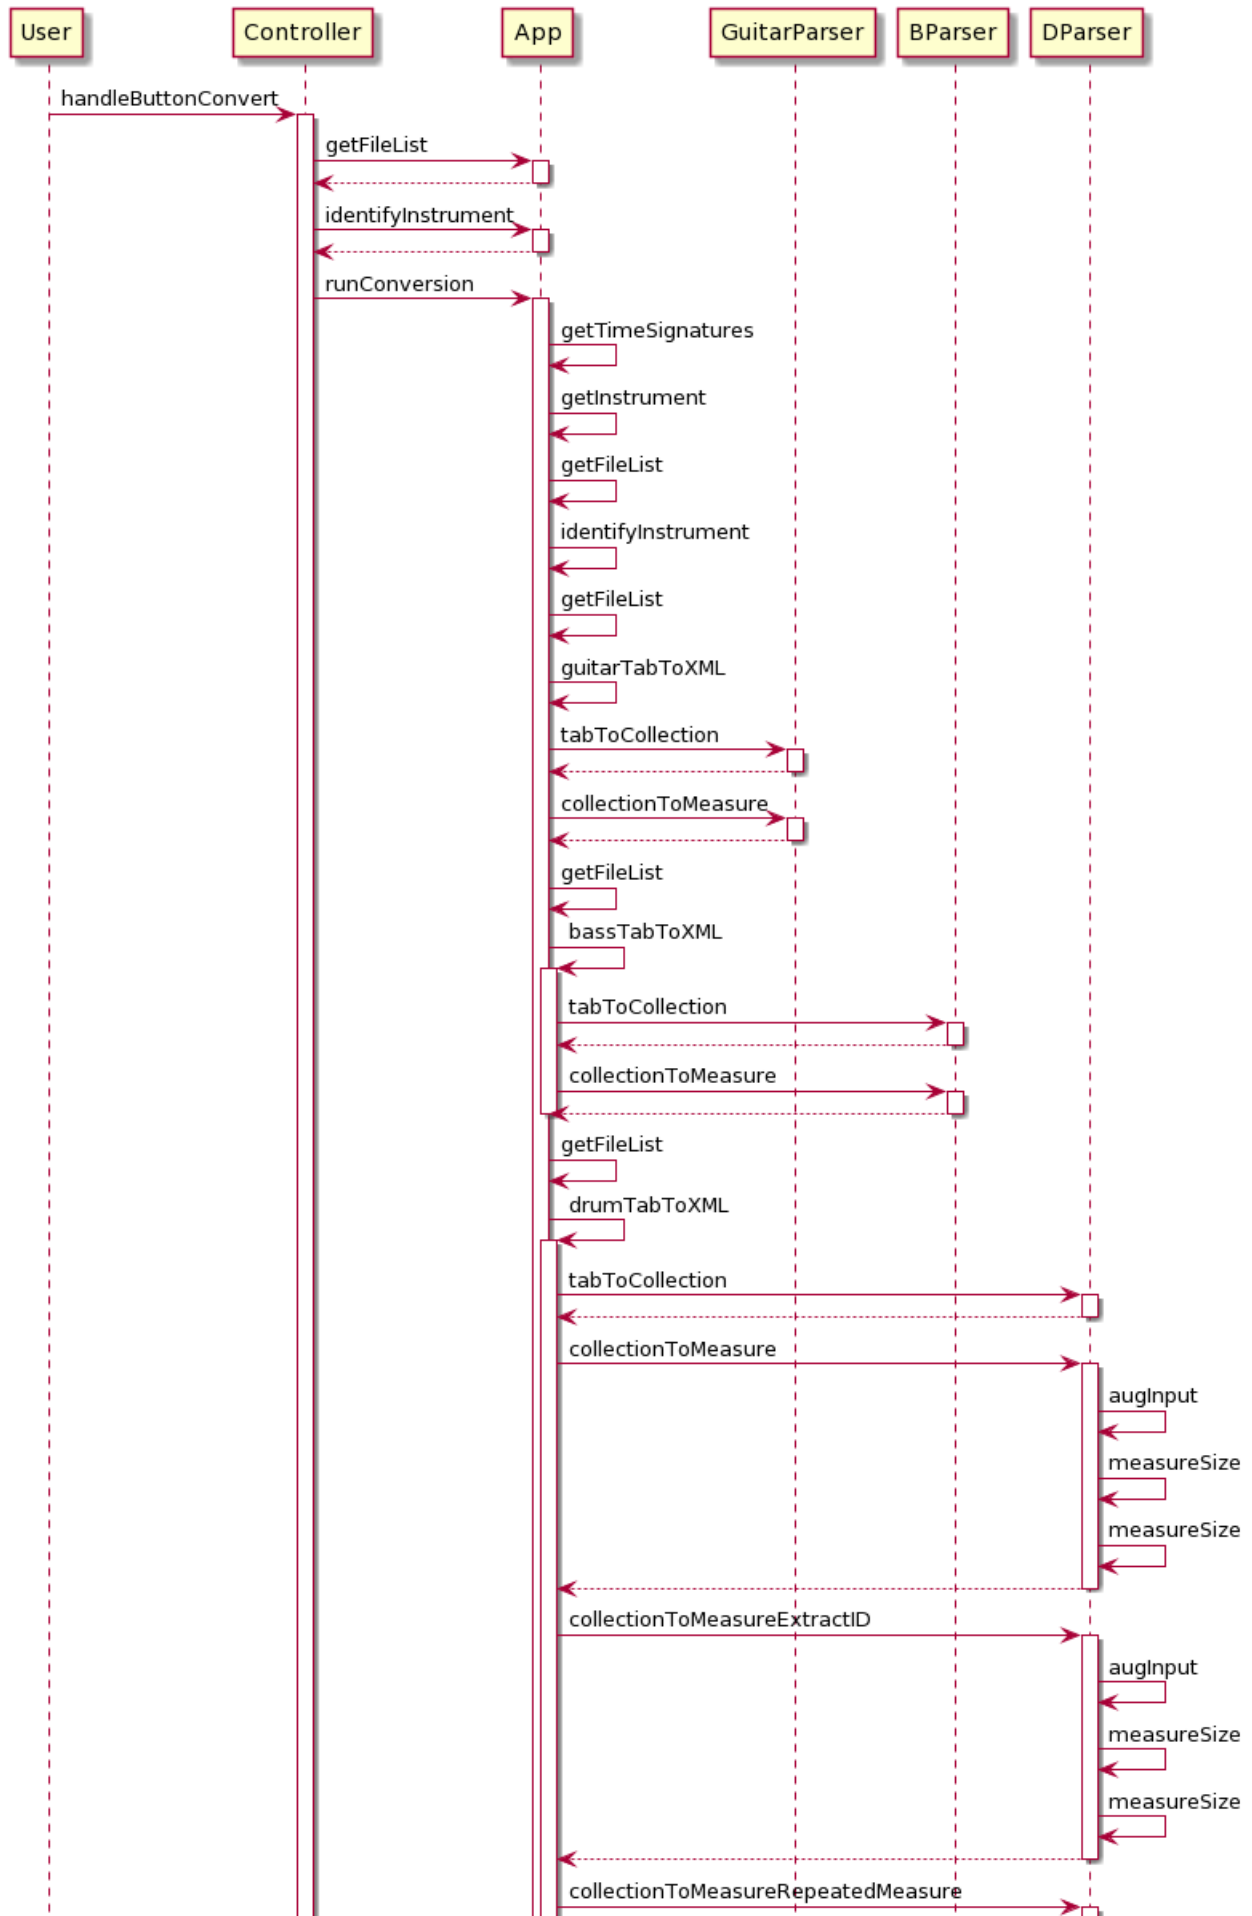 User
Controller
App
GuitarParser
BParser
DParser
handleButtonConvert
getFileList
identifyInstrument
runConversion
getTimeSignatures
getInstrument
getFileList
identifyInstrument
getFileList
guitarTabToXML
tabToCollection
collectionToMeasure
getFileList
bassTabToXML
tabToCollection
collectionToMeasure
getFileList
drumTabToXML
tabToCollection
collectionToMeasure
augInput
measureSize
measureSize
collectionToMeasureExtractID
augInput
measureSize
measureSize
collectionToMeasureRepeatedMeasure